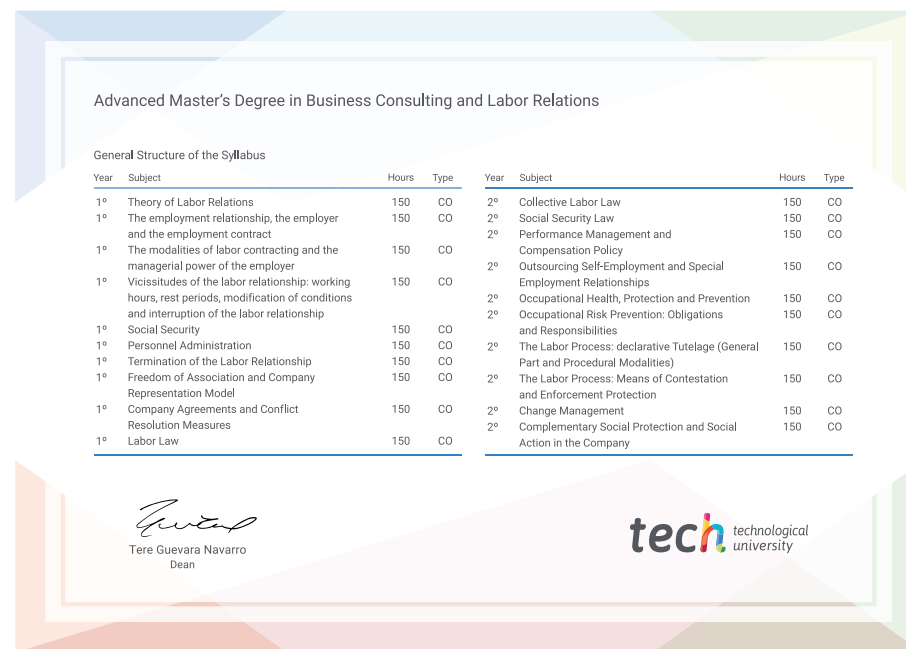 Advanced Master's Degree in Business Consulting and Labor Relations
General Structure of the Syllabus
Year Subject Hours Type
1º Theory of Labor Relations 150 CO
1º The employment relationship, the employer 150 CO
and the employment contract
1º The modalities of labor contracting and the 150 CO
managerial power of the employer
1º Vicissitudes of the labor relationship: working 150 CO
hours, rest periods, modification of conditions
and interruption of the labor relationship
1º Social Security 150 CO
1º Personnel Administration 150 CO
1º Termination of the Labor Relationship 150 CO
1º Freedom of Association and Company 150 CO
Representation Model
1º Company Agreements and Conflict 150 CO
Resolution Measures
1º Labor Law 150 CO
Year Subject Hours Type
2º Collective Labor Law 150 CO
2º Social Security Law 150 CO
2º Performance Management and 150 CO
Compensation Policy
2º Outsourcing Self-Employment and Special 150 CO
Employment Relationships
2º Occupational Health, Protection and Prevention 150 CO
2º Occupational Risk Prevention: Obligations 150 CO
and Responsibilities
2º The Labor Process: declarative Tutelage (General 150 CO
Part and Procedural Modalities)
2º The Labor Process: Means of Contestation 150 CO
and Enforcement Protection
2º Change Management 150 CO
2º Complementary Social Protection and Social 150 CO
Action in the Company
Tere Guevara Navarro
Dean
tech technological
university